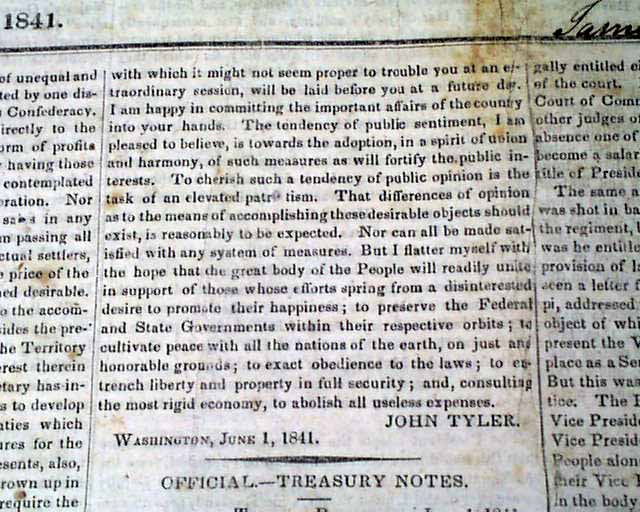 1841.
of unequal and
ted by one dis-
Confederacy.
directly to the
orm of profits
having those
contemplated
eration. Nor
sales in any
m passing all
ctual settlers,
e price of the
ned desirable.
o the accom-
sides the pre-
the Territory
erest therein
etary has in-
s to develop
nties which
ures for the
esents, also,
rown up in
require the
with which it might not seem proper to trouble you at an ex-
traordinary session, will be laid before you at a future day.
I am happy in committing the important affairs of the country
into your hands. The tendency of public sentiment, I am
pleased to believe, is towards the adoption, in a spirit of union
and harmony, of such measures as will fortify the public in-
terests. To cherish such a tendency of public opinion is the
task of an elevated patriotism. That differences of opinion
as to the means of accomplishing these desirable objects should
exist, is reasonably to be expected. Nor can all be made sat-
isfied with any system of measures. But I flatter myself with
the hope that the great body of the People will readily unite
in support of those whose efforts spring from a disinterested
desire to promote their happiness; to preserve the Federal
and State Governments within their respective orbits; to
cultivate peace with all the nations of the earth, on just and
honorable grounds; to exact obedience to the laws; to en-
trench liberty and property in full security; and, consulting
the most rigid economy, to abolish all useless expenses.
JOHN TYLER.
WASHINGTON, JUNE 1, 1841.
OFFICIAL.—TREASURY NOTES.
gally entitled
of the court.
Court of Com
other judges of
absence one of
become a salar
title of Presid
The same a
was shot in ba
the regiment,
was he entitle
provision of l
seen a letter f
pi, addressed
object of wh
present the V
place as a Se
But this was
tice. The
Vice Preside
Vice Presid
People alon
their Vice
in the body